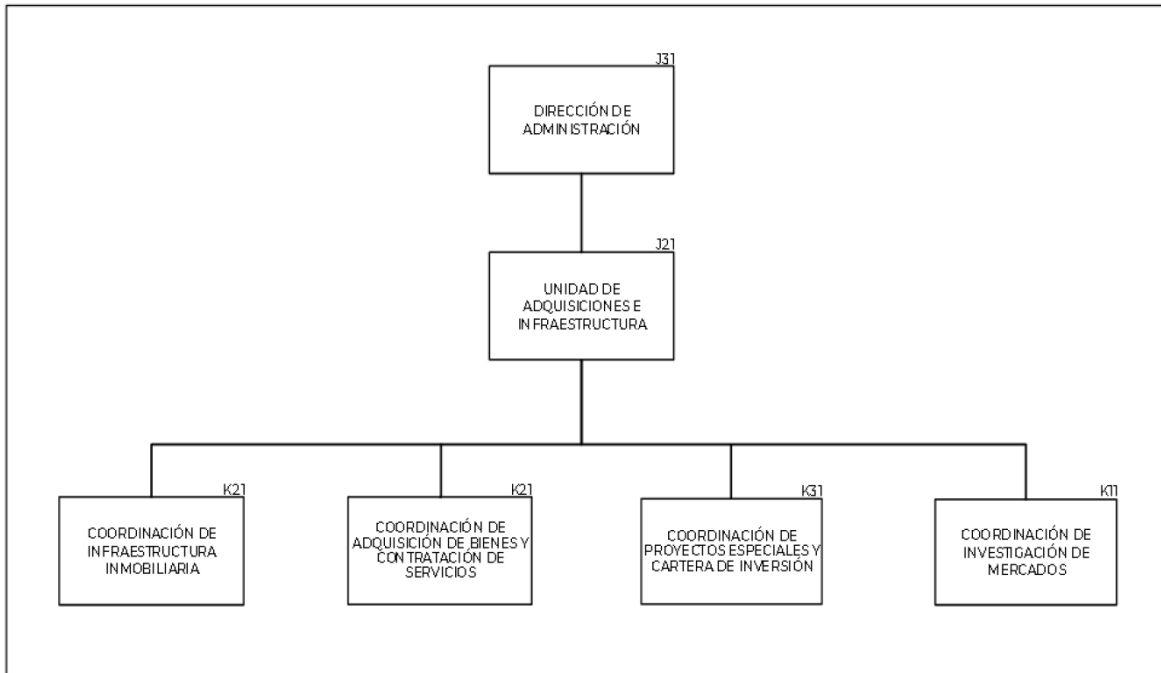 J31
DIRECCIÓN DE
ADMINISTRACIÓN
J21
UNIDAD DE
ADQUISICIONES E
INFRAESTRUCTURA
K21
COORDINACIÓN DE
INFRAESTRUCTURA
INMOBILIARIA
K21
COORDINACIÓN DE
ADQUISICIÓN DE BIENES Y
CONTRATACIÓN DE
SERVICIOS
K31
COORDINACIÓN DE
PROYECTOS ESPECIALES Y
CARTERA DE INVERSIÓN
K11
COORDINACIÓN DE
INVESTIGACIÓN DE
MERCADOS